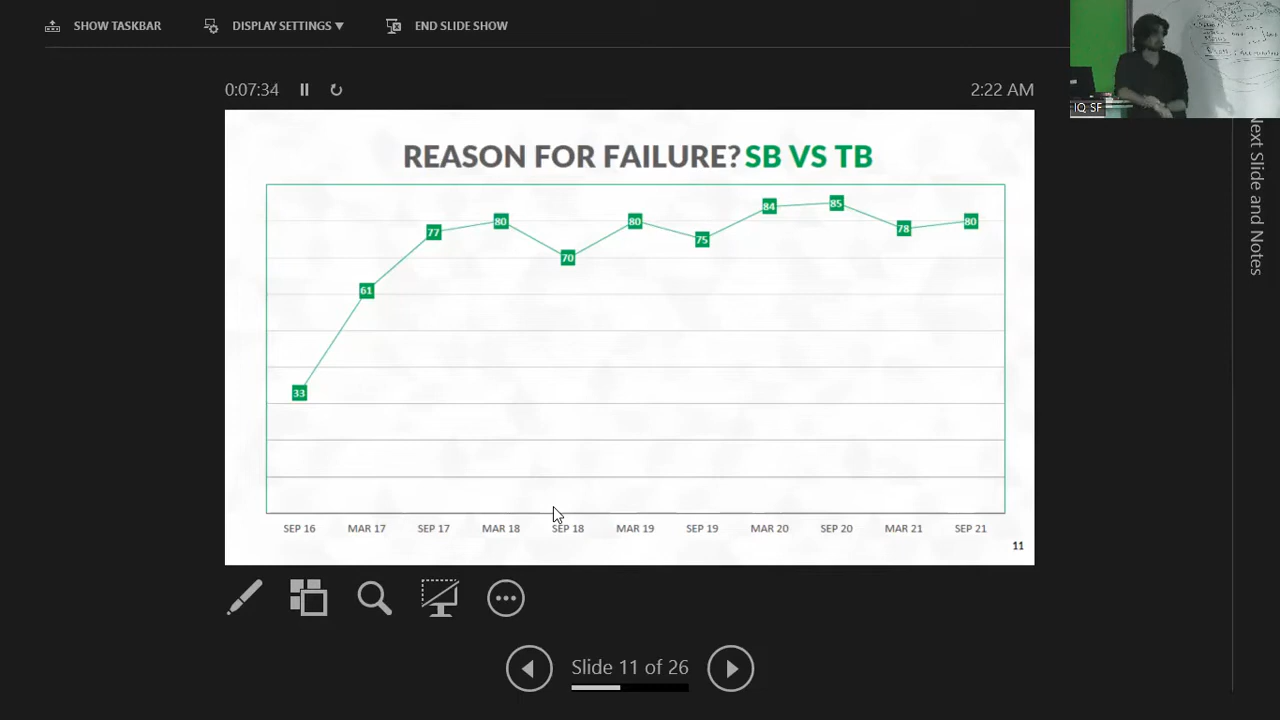 SHOW TASKBAR
DISPLAY SETTINGS ▼
END SLIDE SHOW
0:07:34
2:22 AM
IQ SF
Next Slide and Notes
REASON FOR FAILURE? SB VS TB
33
61
77
80
70
80
75
84
85
78
80
SEP 16
MAR 17
SEP 17
MAR 18
SEP 18
MAR 19
SEP 19
MAR 20
SEP 20
MAR 21
SEP 21
11
Slide 11 of 26